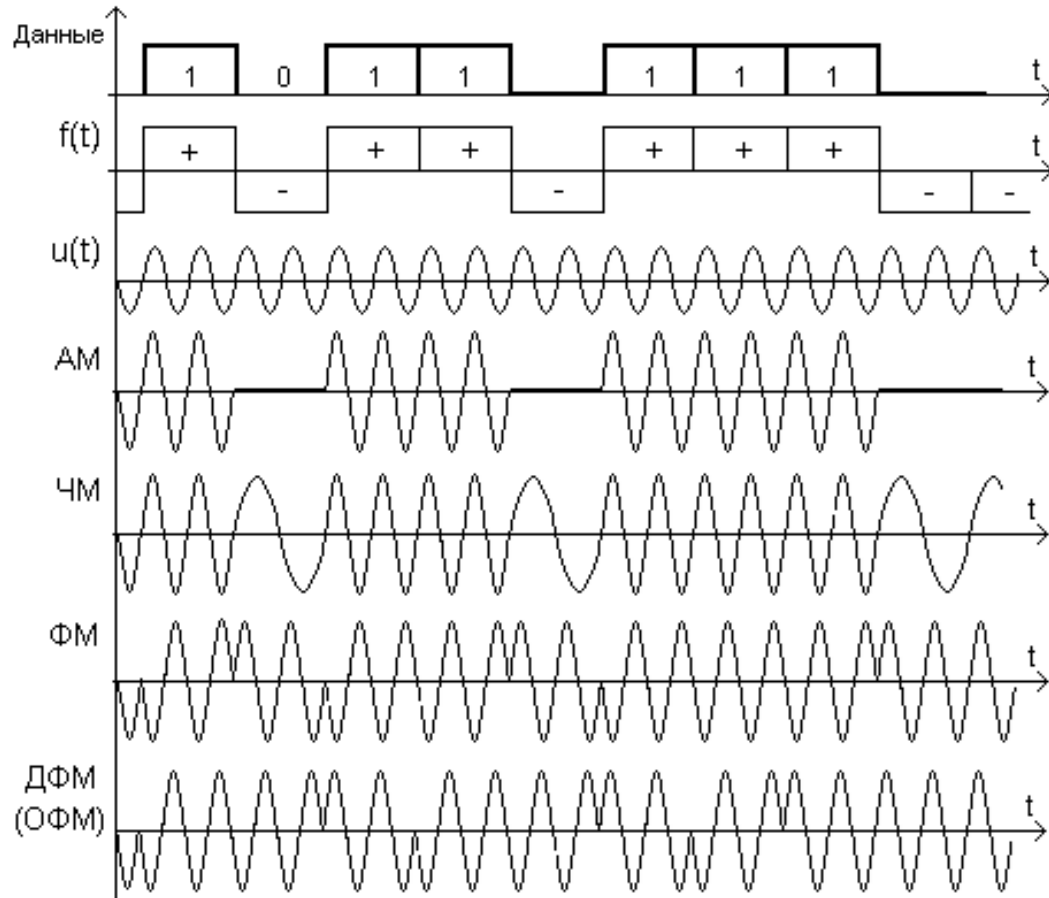 Данные
1 0 1 1 1 1 1 t
f(t)
+ - + + - + + + - - t
u(t) t
АМ t
ЧМ t
ФМ t
ДФМ
(ОФМ) t